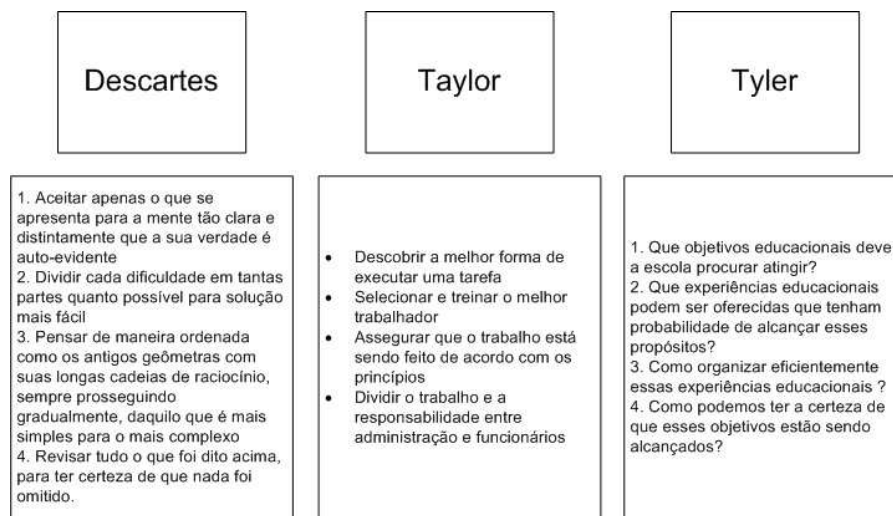 Descartes
Taylor
Tyler
1. Aceitar apenas o que se
apresenta para a mente tão clara e
distintamente que a sua verdade é
auto-evidente
2. Dividir cada dificuldade em tantas
partes quanto possível para solução
mais fácil
3. Pensar de maneira ordenada
como os antigos geômetras com
suas longas cadeias de raciocínio,
sempre prosseguindo
gradualmente, daquilo que é mais
simples para o mais complexo
4. Revisar tudo o que foi dito acima,
para ter certeza de que nada foi
omitido.
• Descobrir a melhor forma de
executar uma tarefa
• Selecionar e treinar o melhor
trabalhador
• Assegurar que o trabalho está
sendo feito de acordo com os
princípios
• Dividir o trabalho e a
responsabilidade entre
administração e funcionários
1. Que objetivos educacionais deve
a escola procurar atingir?
2. Que experiências educacionais
podem ser oferecidas que tenham
probabilidade de alcançar esses
propósitos?
3. Como organizar eficientemente
essas experiências educacionais ?
4. Como podemos ter a certeza de
que esses objetivos estão sendo
alcançados?